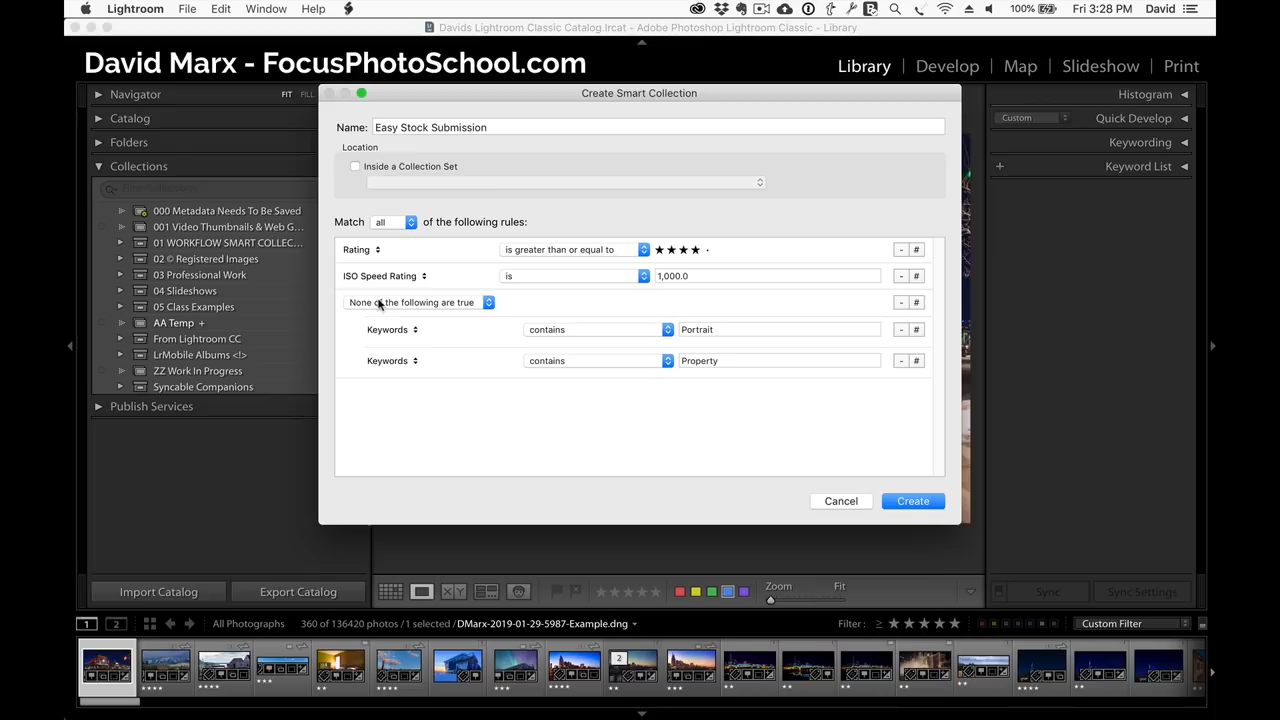 Lightroom File Edit Window Help 100% Fri 3:28 PM David
Davids Lightroom Classic Catalog.lrcat - Adobe Photoshop Lightroom Classic - Library
David Marx - FocusPhotoSchool.com
Library | Develop | Map | Slideshow | Print
Navigator FIT FILL
Catalog
Folders
Collections
000 Metadata Needs To Be Saved
001 Video Thumbnails & Web G...
01 WORKFLOW SMART COLLEC...
02 © Registered Images
03 Professional Work
04 Slideshows
05 Class Examples
AA Temp +
From Lightroom CC
LrMobile Albums <!>
ZZ Work In Progress
Syncable Companions
Publish Services
Import Catalog Export Catalog
Create Smart Collection
Name: Easy Stock Submission
Location
Inside a Collection Set
Match all of the following rules:
Rating is greater than or equal to ★★★★ · - #
ISO Speed Rating is 1,000.0 - #
None of the following are true - #
Keywords contains Portrait - #
Keywords contains Property - #
Cancel Create
Histogram
Custom Quick Develop
Keywording
+ Keyword List
Zoom Fit
Sync Sync Settings
1 2 All Photographs 360 of 136420 photos / 1 selected / DMarx-2019-01-29-5987-Example.dng Filter : ≥ ★★★★★ Custom Filter
2